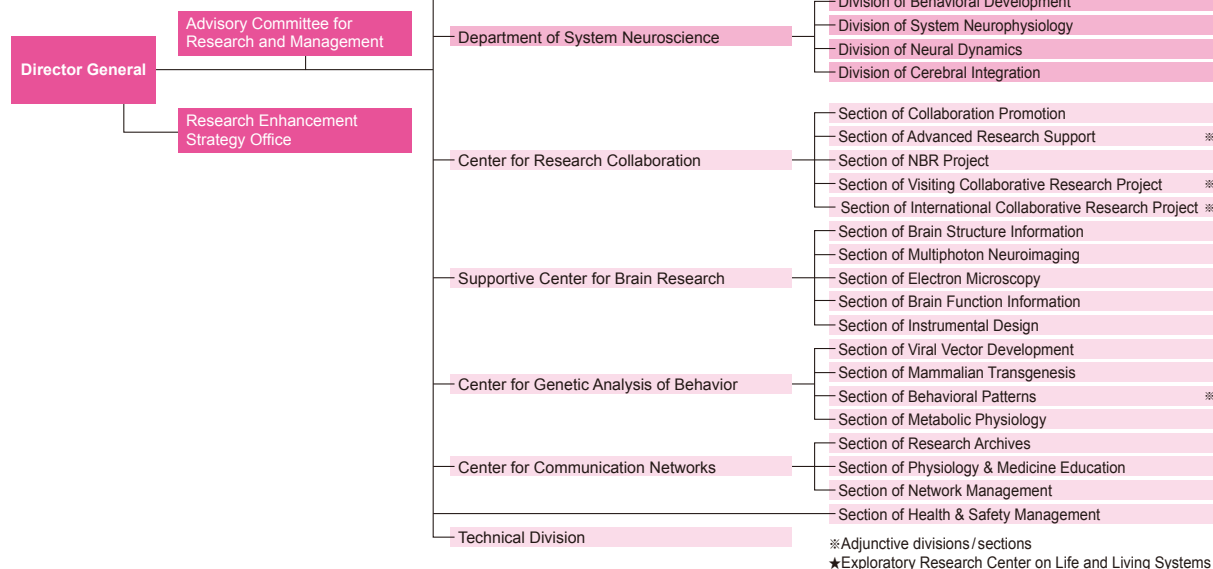 Director General
Advisory Committee for
Research and Management
Research Enhancement
Strategy Office
Department of System Neuroscience
Division of Behavioral Development
Division of System Neurophysiology
Division of Neural Dynamics
Division of Cerebral Integration
Center for Research Collaboration
Section of Collaboration Promotion
Section of Advanced Research Support ※
Section of NBR Project
Section of Visiting Collaborative Research Project ※
Section of International Collaborative Research Project ※
Supportive Center for Brain Research
Section of Brain Structure Information
Section of Multiphoton Neuroimaging
Section of Electron Microscopy
Section of Brain Function Information
Section of Instrumental Design
Center for Genetic Analysis of Behavior
Section of Viral Vector Development
Section of Mammalian Transgenesis
Section of Behavioral Patterns ※
Section of Metabolic Physiology
Center for Communication Networks
Section of Research Archives
Section of Physiology & Medicine Education
Section of Network Management
Section of Health & Safety Management
Technical Division
※Adjunctive divisions/sections
★Exploratory Research Center on Life and Living Systems